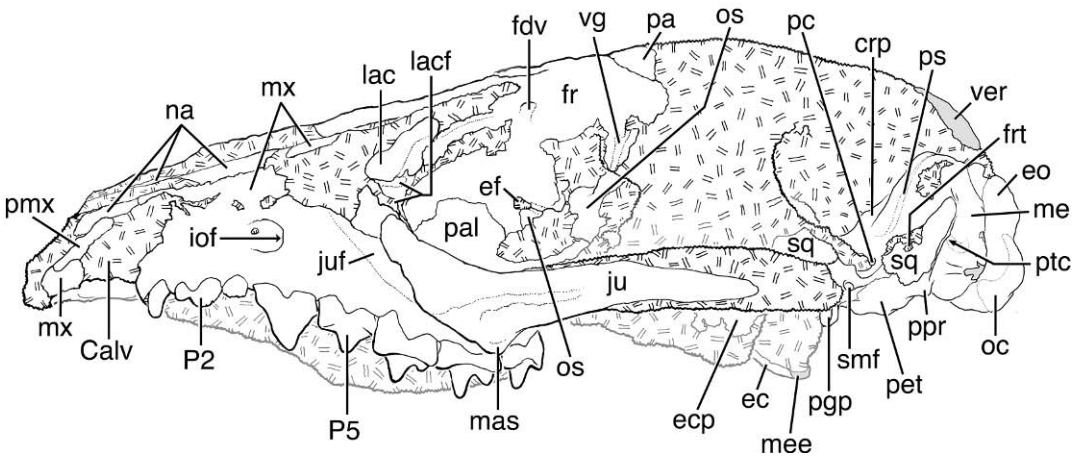 fdv vg pa os pc crp ps ver
lac lacf
na mx fr frt
eo
pmx ef me
iof pal sq sq
juf ju ptc
mx Calv P2 os smf pet ppr oc
P5 mas ecp ec pgp
mee